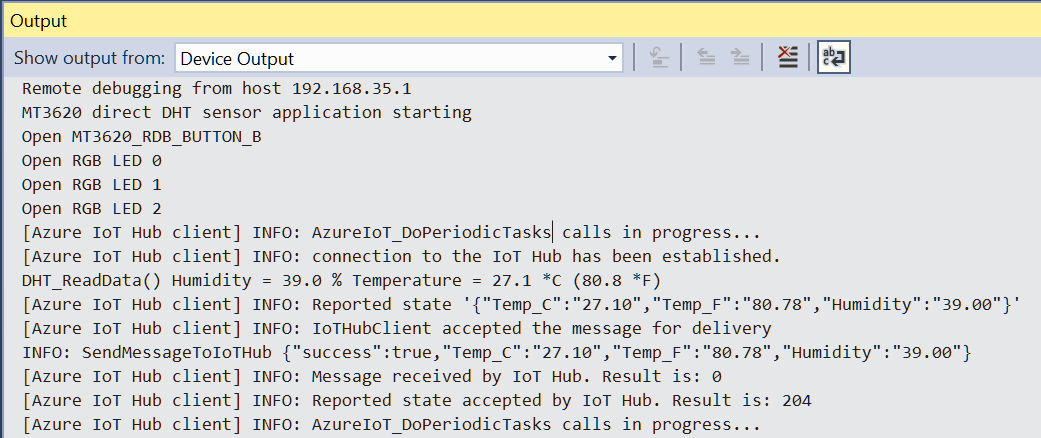 Output
Show output from: Device Output
Remote debugging from host 192.168.35.1
MT3620 direct DHT sensor application starting
Open MT3620_RDB_BUTTON_B
Open RGB LED 0
Open RGB LED 1
Open RGB LED 2
[Azure IoT Hub client] INFO: AzureIoT_DoPeriodicTasks calls in progress...
[Azure IoT Hub client] INFO: connection to the IoT Hub has been established.
DHT_ReadData() Humidity = 39.0 % Temperature = 27.1 *C (80.8 *F)
[Azure IoT Hub client] INFO: Reported state '{"Temp_C":"27.10","Temp_F":"80.78","Humidity":"39.00"}'
[Azure IoT Hub client] INFO: IoTHubClient accepted the message for delivery
INFO: SendMessageToIoTHub {"success":true,"Temp_C":"27.10","Temp_F":"80.78","Humidity":"39.00"}
[Azure IoT Hub client] INFO: Message received by IoT Hub. Result is: 0
[Azure IoT Hub client] INFO: Reported state accepted by IoT Hub. Result is: 204
[Azure IoT Hub client] INFO: AzureIoT_DoPeriodicTasks calls in progress...